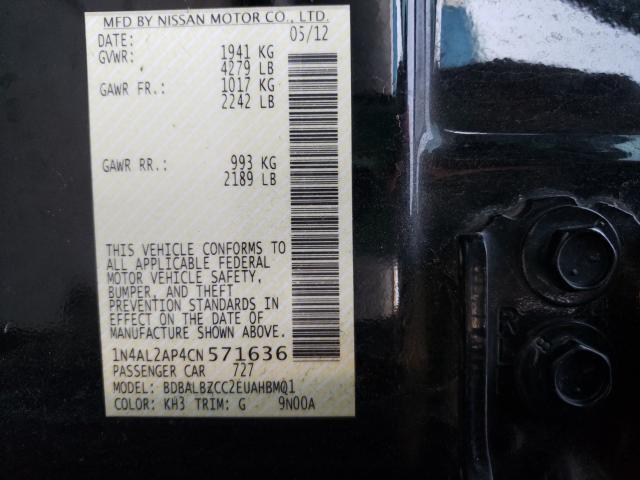 MFD BY NISSAN MOTOR CO., LTD.
DATE: 05/12
GVWR: 1941 KG
4279 LB
GAWR FR.: 1017 KG
2242 LB
GAWR RR.: 993 KG
2189 LB
THIS VEHICLE CONFORMS TO
ALL APPLICABLE FEDERAL
MOTOR VEHICLE SAFETY,
BUMPER, AND THEFT
PREVENTION STANDARDS IN
EFFECT ON THE DATE OF
MANUFACTURE SHOWN ABOVE.
1N4AL2AP4CN571636
PASSENGER CAR 727
MODEL: BDBALBZCC2EUAHBMQ1
COLOR: KH3 TRIM: G 9N00A